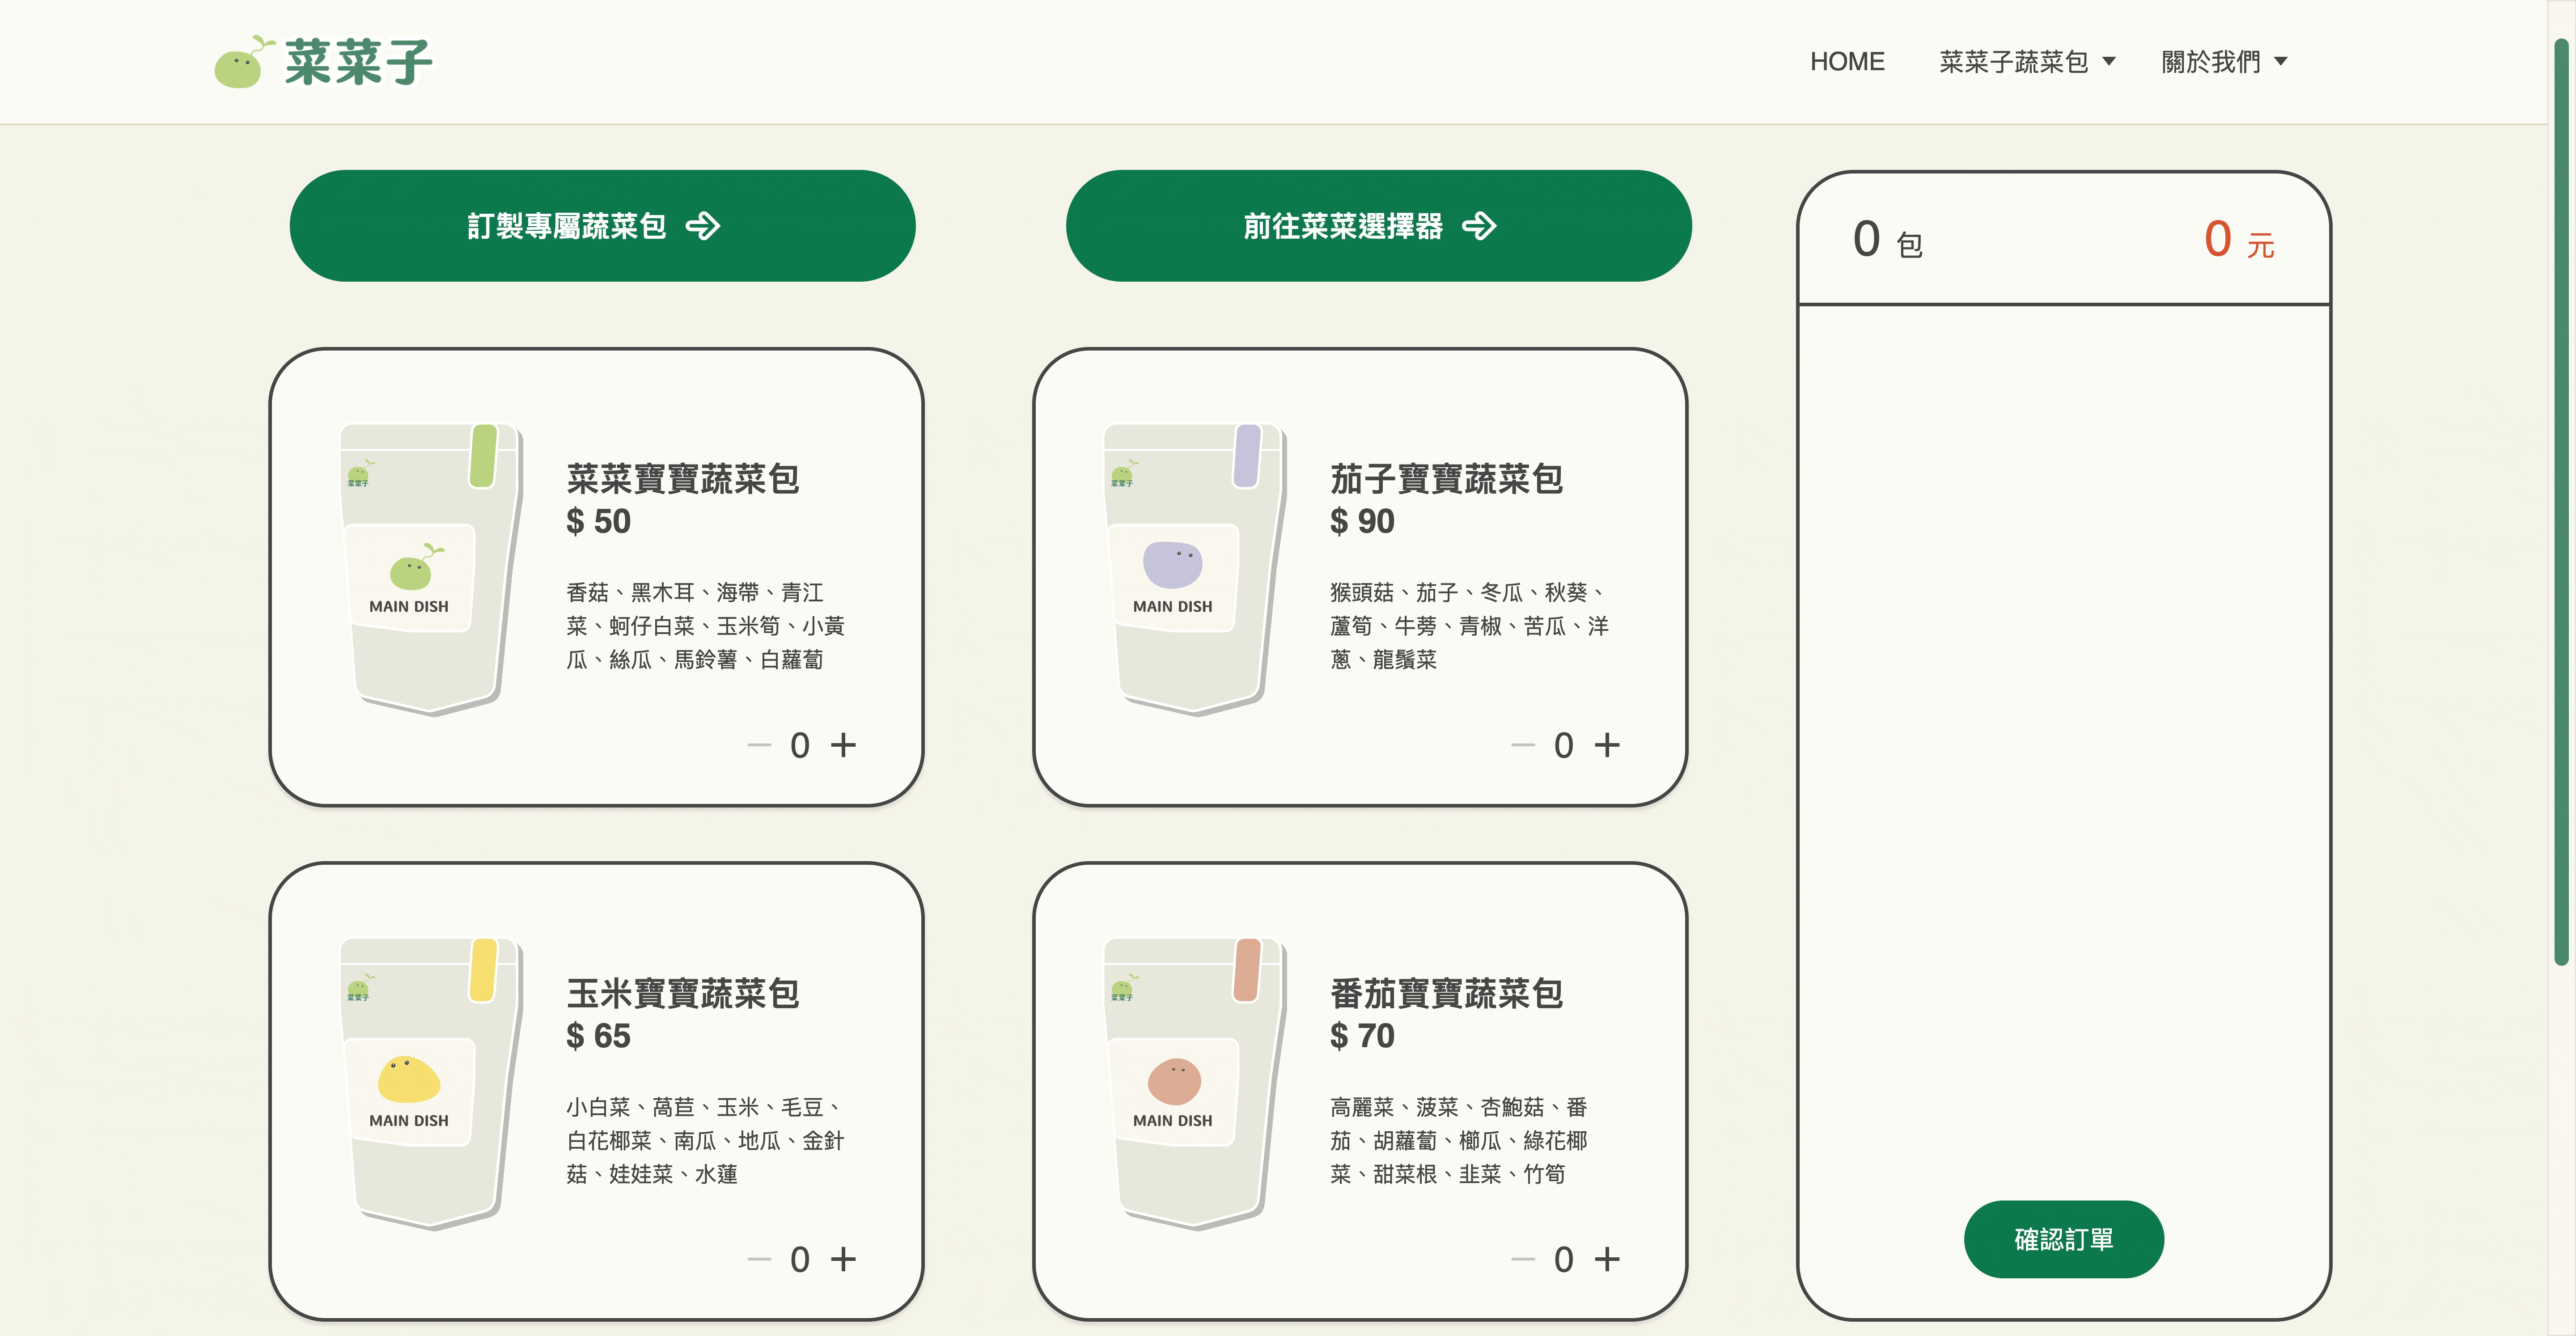 菜菜子
HOME
菜菜子蔬菜包
關於我們
訂製專屬蔬菜包
前往菜菜選擇器
0 包
0 元
菜菜子
MAIN DISH
菜菜寶寶蔬菜包
$ 50
香菇、黑木耳、海帶、青江
菜、蚵仔白菜、玉米筍、小黃
瓜、絲瓜、馬鈴薯、白蘿蔔
0
菜菜子
MAIN DISH
茄子寶寶蔬菜包
$ 90
猴頭菇、茄子、冬瓜、秋葵、
蘆筍、牛蒡、青椒、苦瓜、洋
蔥、龍鬚菜
0
菜菜子
MAIN DISH
玉米寶寶蔬菜包
$ 65
小白菜、萵苣、玉米、毛豆、
白花椰菜、南瓜、地瓜、金針
菇、娃娃菜、水蓮
0
菜菜子
MAIN DISH
番茄寶寶蔬菜包
$ 70
高麗菜、菠菜、杏鮑菇、番
茄、胡蘿蔔、櫛瓜、綠花椰
菜、甜菜根、韭菜、竹筍
0
確認訂單